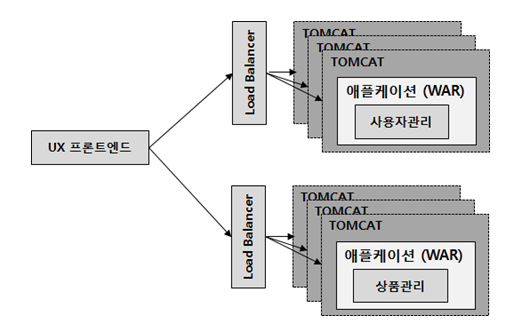 UX 프론트엔드
Load Balancer
TOMCAT
TOMCAT
TOMCAT
애플케이션 (WAR)
사용자관리
Load Balancer
TOMCAT
TOMCAT
TOMCAT
애플케이션 (WAR)
상품관리